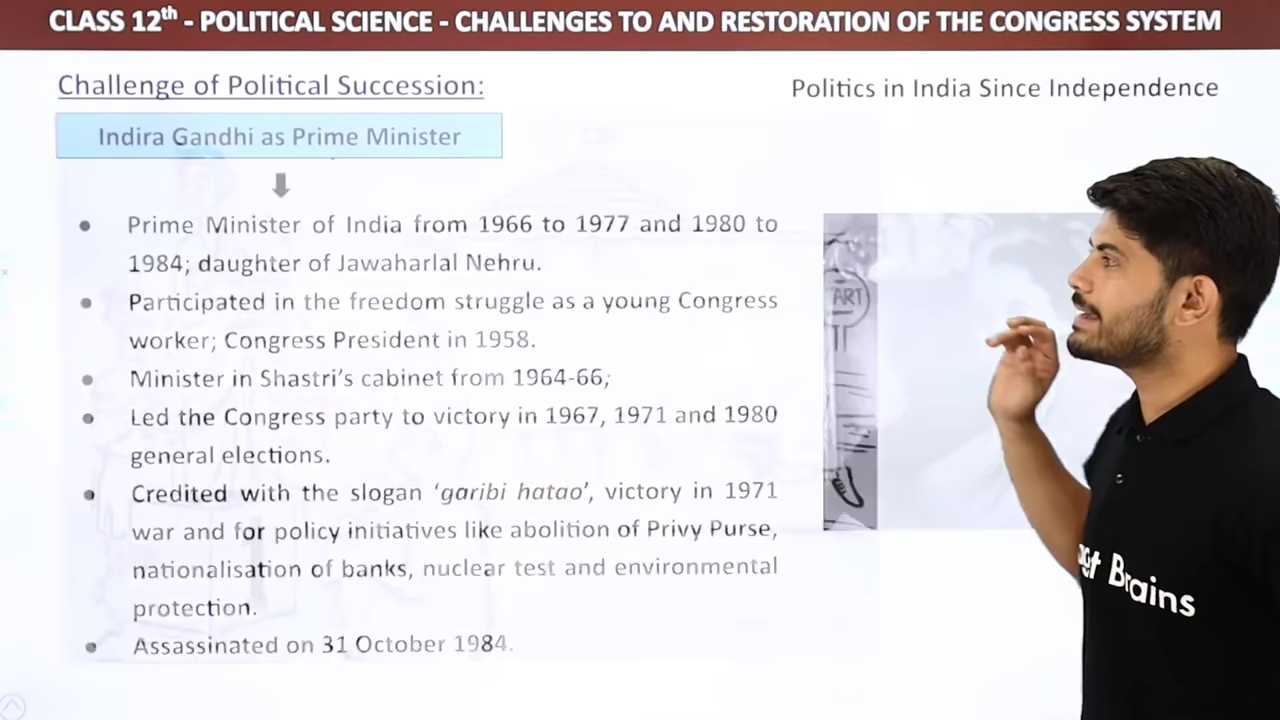 CLASS 12th - POLITICAL SCIENCE - CHALLENGES TO AND RESTORATION OF THE CONGRESS SYSTEM
Challenge of Political Succession:
Politics in India Since Independence
Indira Gandhi as Prime Minister
Prime Minister of India from 1966 to 1977 and 1980 to
1984; daughter of Jawaharlal Nehru.
Participated in the freedom struggle as a young Congress
worker; Congress President in 1958.
Minister in Shastri’s cabinet from 1964-66;
Led the Congress party to victory in 1967, 1971 and 1980
general elections.
Credited with the slogan ‘garibi hatao’, victory in 1971
war and for policy initiatives like abolition of Privy Purse,
nationalisation of banks, nuclear test and environmental
protection.
Assassinated on 31 October 1984.
ART
Brains